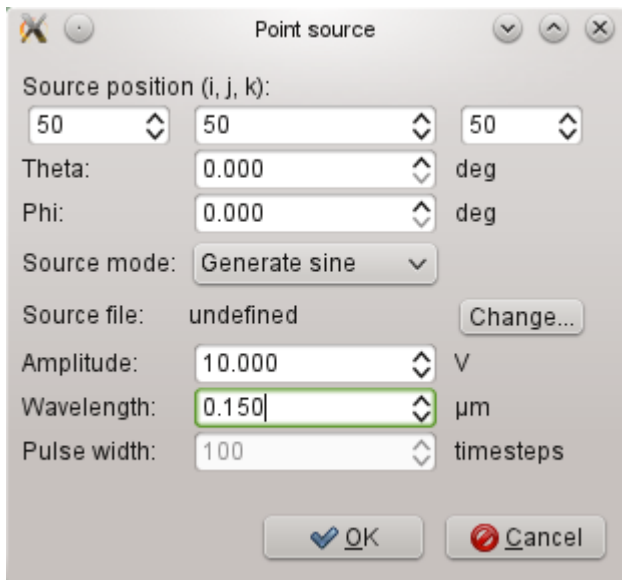 Point source
Source position (i, j, k):
50 50 50
Theta: 0.000 deg
Phi: 0.000 deg
Source mode: Generate sine
Source file: undefined Change...
Amplitude: 10.000 V
Wavelength: 0.150 µm
Pulse width: 100 timesteps
OK Cancel